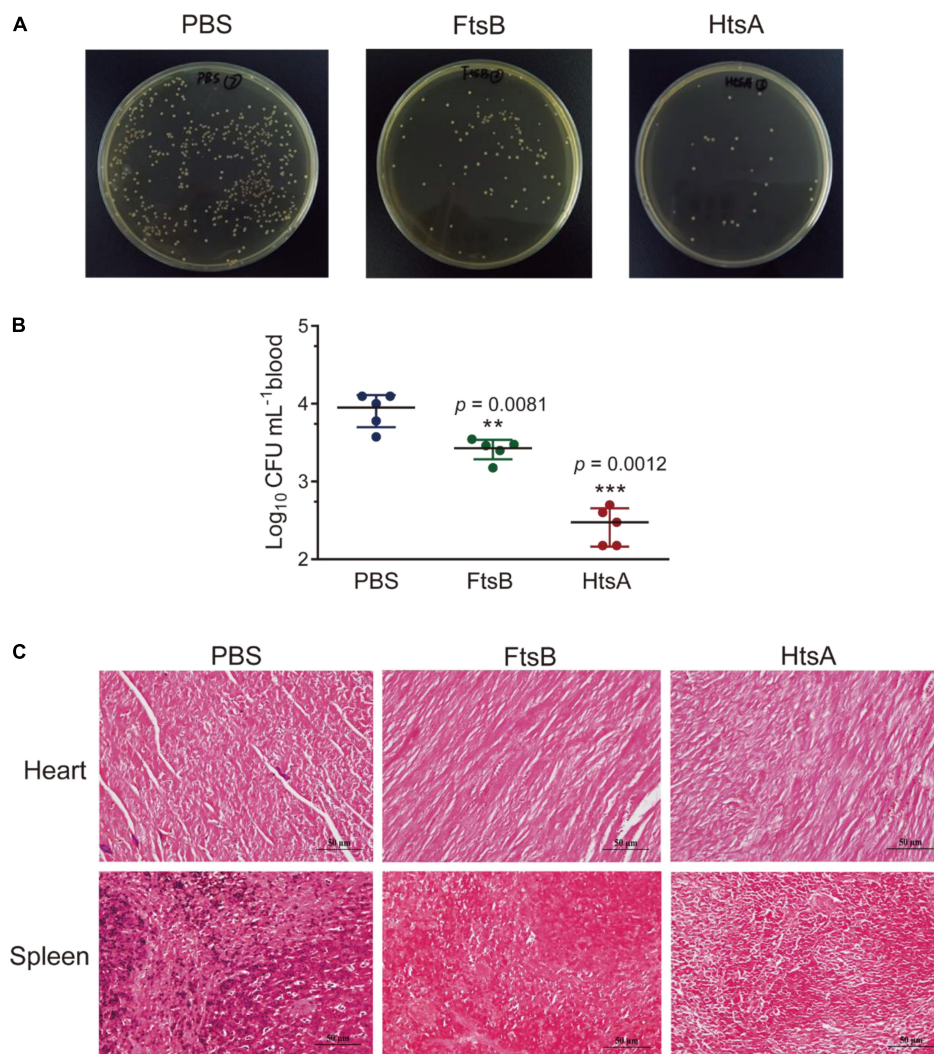 A
PBS
FtsB
HtsA
PBS
FtsB
HtsA
B
5
4
3
2
Log₁₀ CFU mL⁻¹blood
p = 0.0081
**
p = 0.0012
***
PBS
FtsB
HtsA
C
PBS
FtsB
HtsA
Heart
50 μm
50 μm
50 μm
Spleen
50 μm
50 μm
50 μm